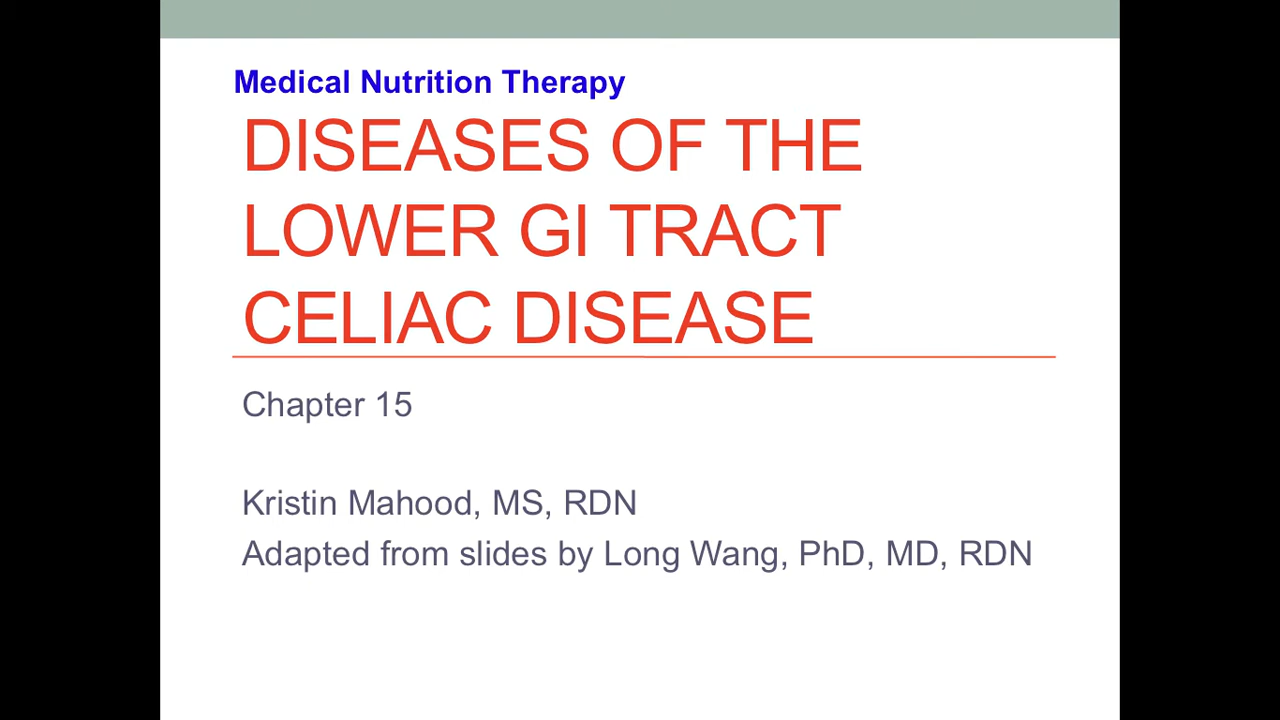 Medical Nutrition Therapy
DISEASES OF THE
LOWER GI TRACT
CELIAC DISEASE
Chapter 15
Kristin Mahood, MS, RDN
Adapted from slides by Long Wang, PhD, MD, RDN